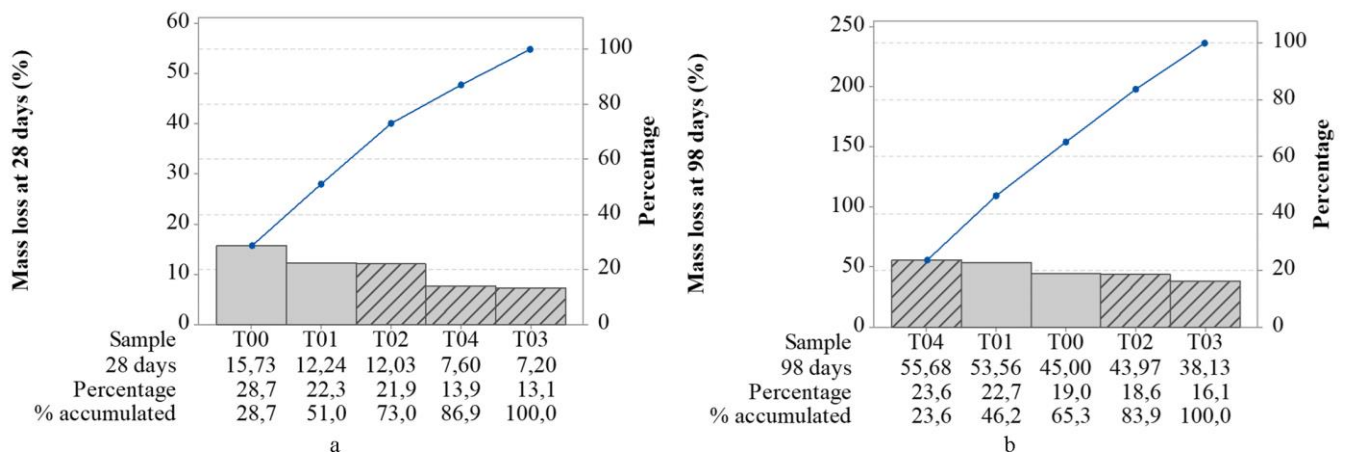 Mass loss at 28 days (%)
60
50
40
30
20
10
0
100
80
60
40
20
0
Percentage
Sample T00 T01 T02 T04 T03
28 days 15,73 12,24 12,03 7,60 7,20
Percentage 28,7 22,3 21,9 13,9 13,1
% accumulated 28,7 51,0 73,0 86,9 100,0
a
Mass loss at 98 days (%)
250
200
150
100
50
0
100
80
60
40
20
0
Percentage
Sample T04 T01 T00 T02 T03
98 days 55,68 53,56 45,00 43,97 38,13
Percentage 23,6 22,7 19,0 18,6 16,1
% accumulated 23,6 46,2 65,3 83,9 100,0
b